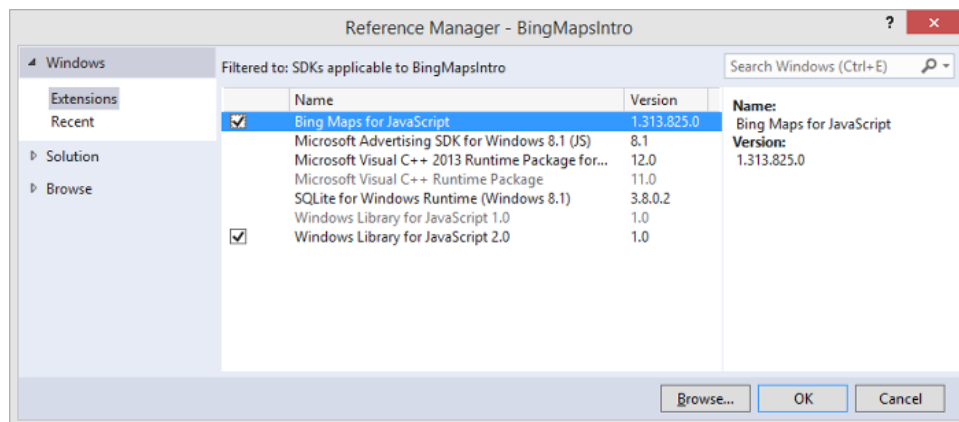 Reference Manager - BingMapsIntro
?
Windows
Extensions
Recent
Solution
Browse
Filtered to: SDKs applicable to BingMapsIntro
Name Version
Bing Maps for JavaScript 1.313.825.0
Microsoft Advertising SDK for Windows 8.1 (JS) 8.1
Microsoft Visual C++ 2013 Runtime Package for... 12.0
Microsoft Visual C++ Runtime Package 11.0
SQLite for Windows Runtime (Windows 8.1) 3.8.0.2
Windows Library for JavaScript 1.0 1.0
Windows Library for JavaScript 2.0 1.0
Search Windows (Ctrl+E)
Name:
Bing Maps for JavaScript
Version:
1.313.825.0
Browse... OK Cancel